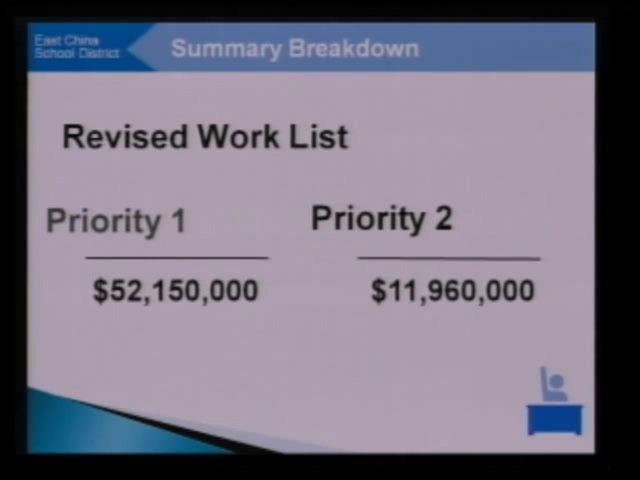 East China
School District
Summary Breakdown
Revised Work List
Priority 1
Priority 2
$52,150,000
$11,960,000